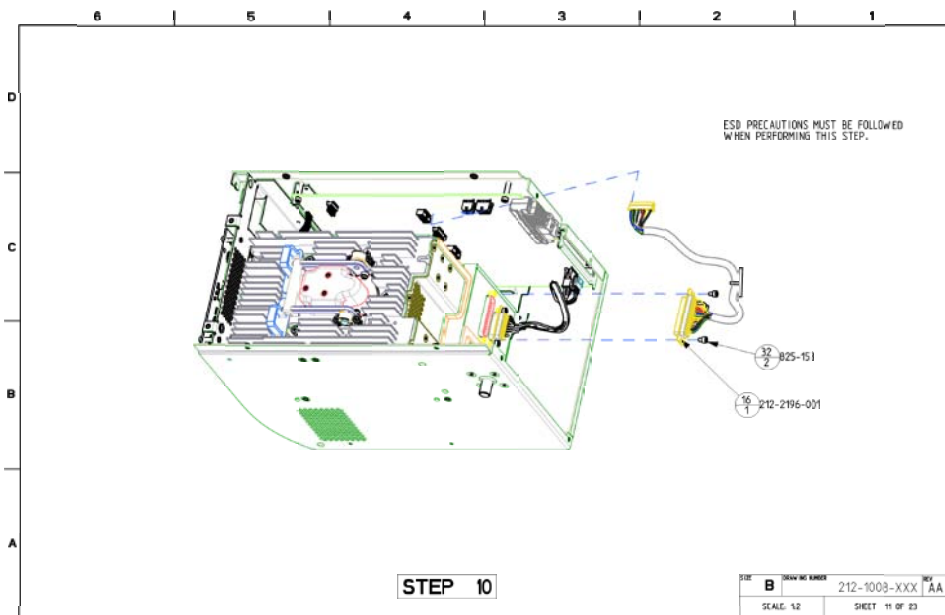 6 5 4 3 2 1
D
ESD PRECAUTIONS MUST BE FOLLOWED
WHEN PERFORMING THIS STEP.
C
32
2
825-151
B
16
1
212-2196-001
A
STEP 10
SIZE B DRAWING NUMBER 212-1008-XXX REV AA
SCALE: 1:2 SHEET 11 OF 23